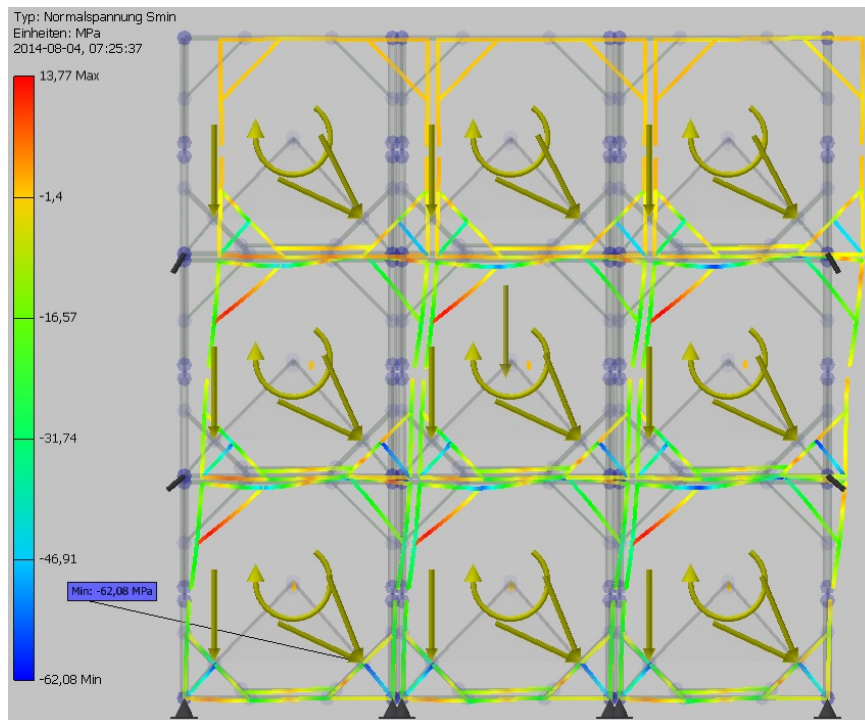 Typ: Normalspannung Smin
Einheiten: MPa
2014-08-04, 07:25:37
13,77 Max
-1,4
-16,57
-31,74
-46,91
Min: -62,08 MPa
-62,08 Min